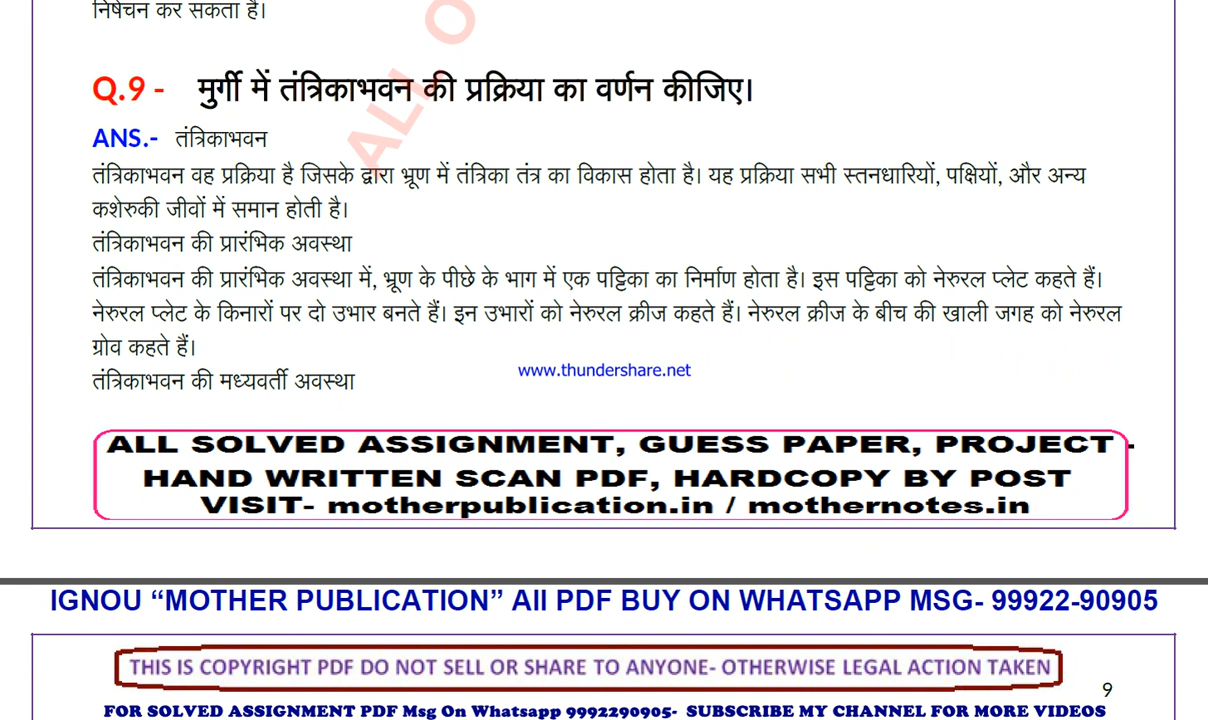 निषेचन कर सकता है।
Q.9 - मुर्गी में तंत्रिकाभवन की प्रक्रिया का वर्णन कीजिए।
ANS.- तंत्रिकाभवन
तंत्रिकाभवन वह प्रक्रिया है जिसके द्वारा भ्रूण में तंत्रिका तंत्र का विकास होता है। यह प्रक्रिया सभी स्तनधारियों, पक्षियों, और अन्य
कशेरुकी जीवों में समान होती है।
तंत्रिकाभवन की प्रारंभिक अवस्था
तंत्रिकाभवन की प्रारंभिक अवस्था में, भ्रूण के पीछे के भाग में एक पट्टिका का निर्माण होता है। इस पट्टिका को नेरुरल प्लेट कहते हैं।
नेरुरल प्लेट के किनारों पर दो उभार बनते हैं। इन उभारों को नेरुरल क्रीज कहते हैं। नेरुरल क्रीज के बीच की खाली जगह को नेरुरल
ग्रोव कहते हैं।
तंत्रिकाभवन की मध्यवर्ती अवस्था
www.thundershare.net
ALL O
ALL SOLVED ASSIGNMENT, GUESS PAPER, PROJECT -
HAND WRITTEN SCAN PDF, HARDCOPY BY POST
VISIT- motherpublication.in / mothernotes.in
IGNOU “MOTHER PUBLICATION” All PDF BUY ON WHATSAPP MSG- 99922-90905
THIS IS COPYRIGHT PDF DO NOT SELL OR SHARE TO ANYONE- OTHERWISE LEGAL ACTION TAKEN
9
FOR SOLVED ASSIGNMENT PDF Msg On Whatsapp 9992290905- SUBSCRIBE MY CHANNEL FOR MORE VIDEOS